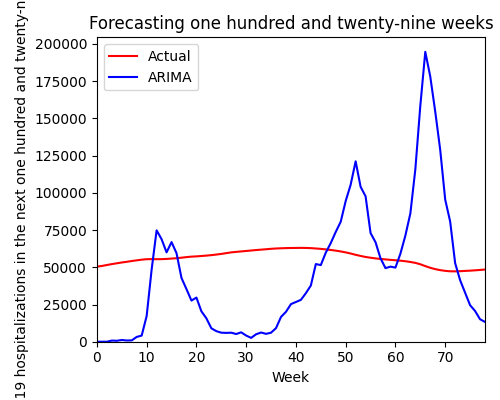 Forecasting one hundred and twenty-nine weeks
19 hospitalizations in the next one hundred and twenty-n
200000
175000
150000
125000
100000
75000
50000
25000
0
Actual
ARIMA
0 10 20 30 40 50 60 70
Week